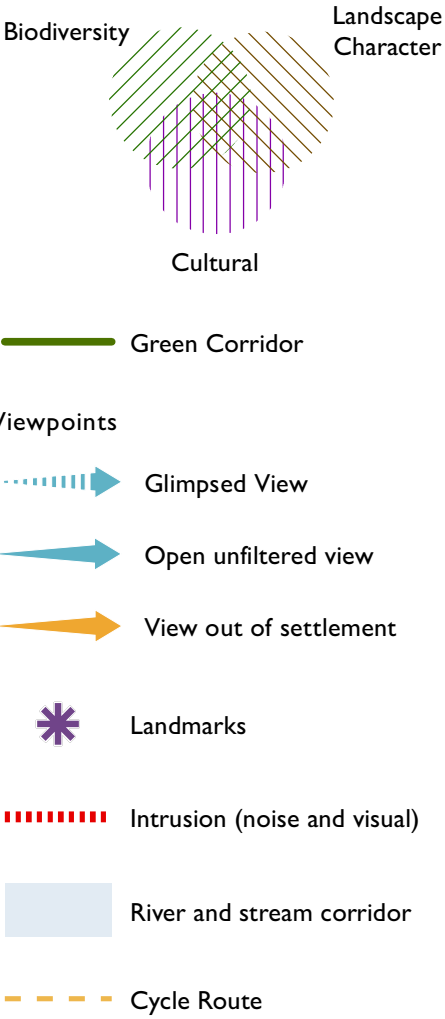 Biodiversity
Landscape
Character
Cultural
Green Corridor
Viewpoints
Glimpsed View
Open unfiltered view
View out of settlement
Landmarks
Intrusion (noise and visual)
River and stream corridor
Cycle Route